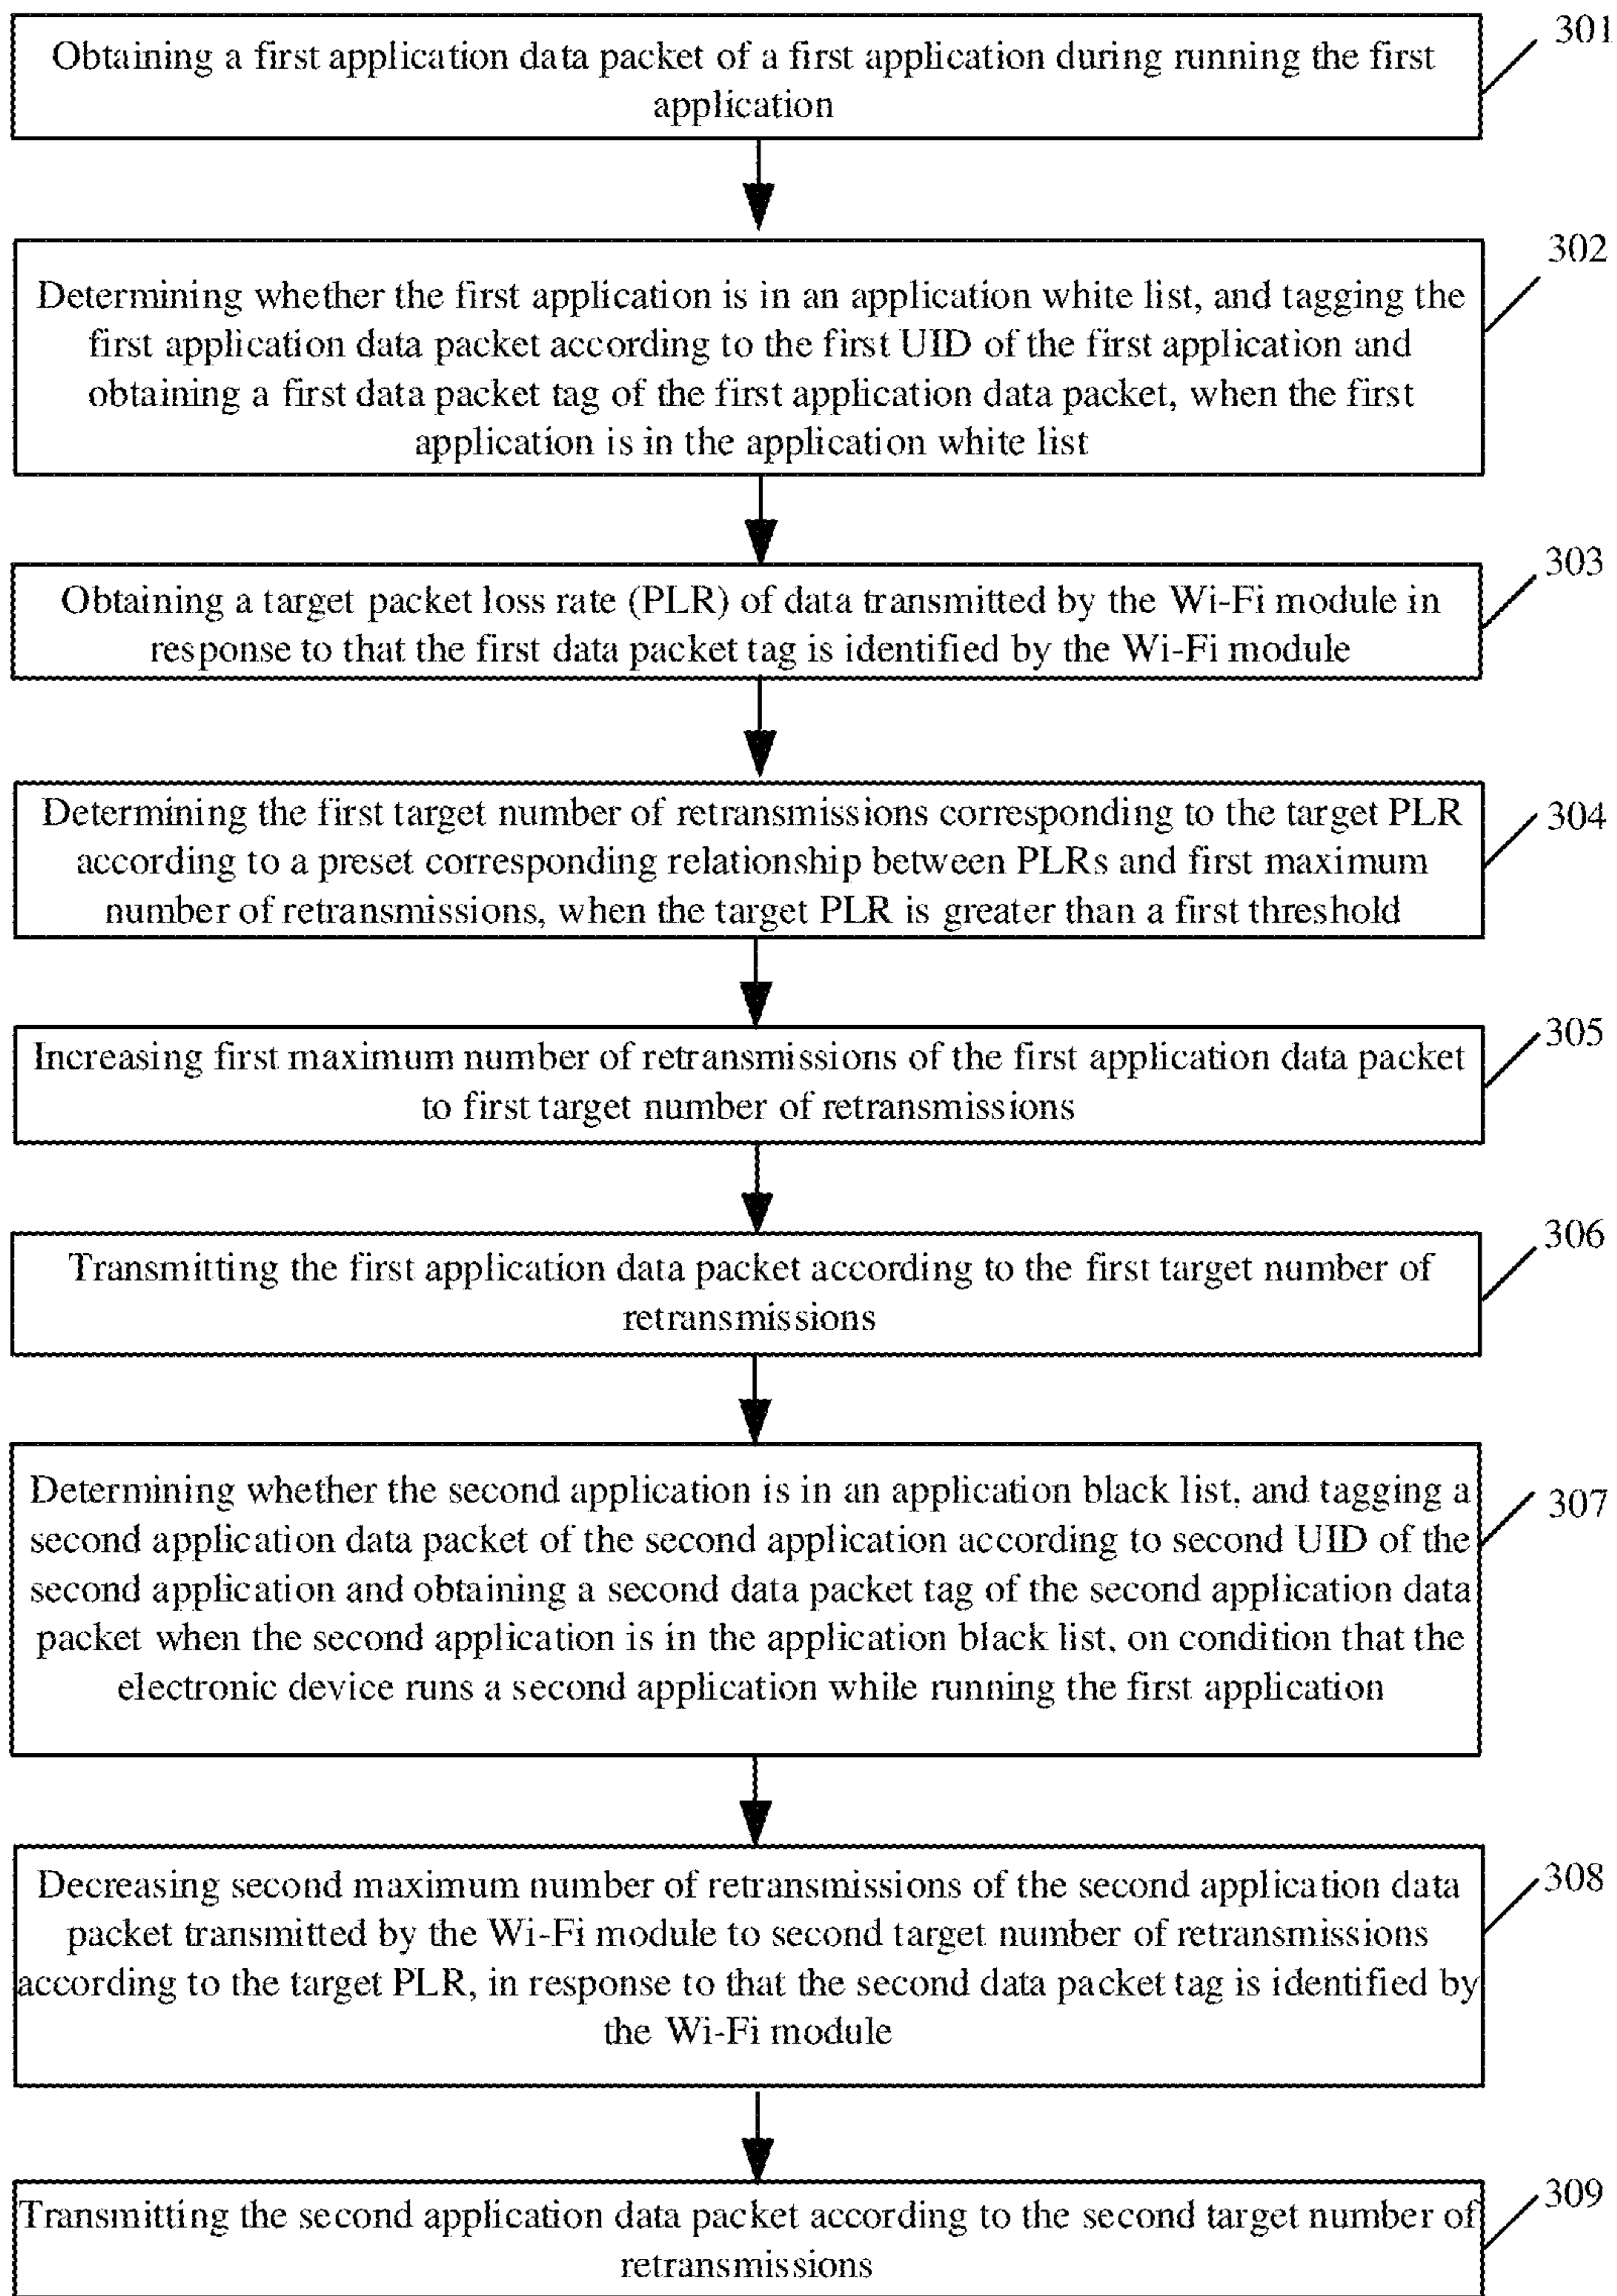 Obtaining a first application data packet of a first application during running the first
application
301
Determining whether the first application is in an application white list, and tagging the
first application data packet according to the first UID of the first application and
obtaining a first data packet tag of the first application data packet, when the first
application is in the application white list
302
Obtaining a target packet loss rate (PLR) of data transmitted by the Wi-Fi module in
response to that the first data packet tag is identified by the Wi-Fi module
303
Determining the first target number of retransmissions corresponding to the target PLR
according to a preset corresponding relationship between PLRs and first maximum
number of retransmissions, when the target PLR is greater than a first threshold
304
Increasing first maximum number of retransmissions of the first application data packet
to first target number of retransmissions
305
Transmitting the first application data packet according to the first target number of
retransmissions
306
Determining whether the second application is in an application black list, and tagging a
second application data packet of the second application according to second UID of the
second application and obtaining a second data packet tag of the second application data
packet when the second application is in the application black list, on condition that the
electronic device runs a second application while running the first application
307
Decreasing second maximum number of retransmissions of the second application data
packet transmitted by the Wi-Fi module to second target number of retransmissions
according to the target PLR, in response to that the second data packet tag is identified by
the Wi-Fi module
308
Transmitting the second application data packet according to the second target number of
retransmissions
309